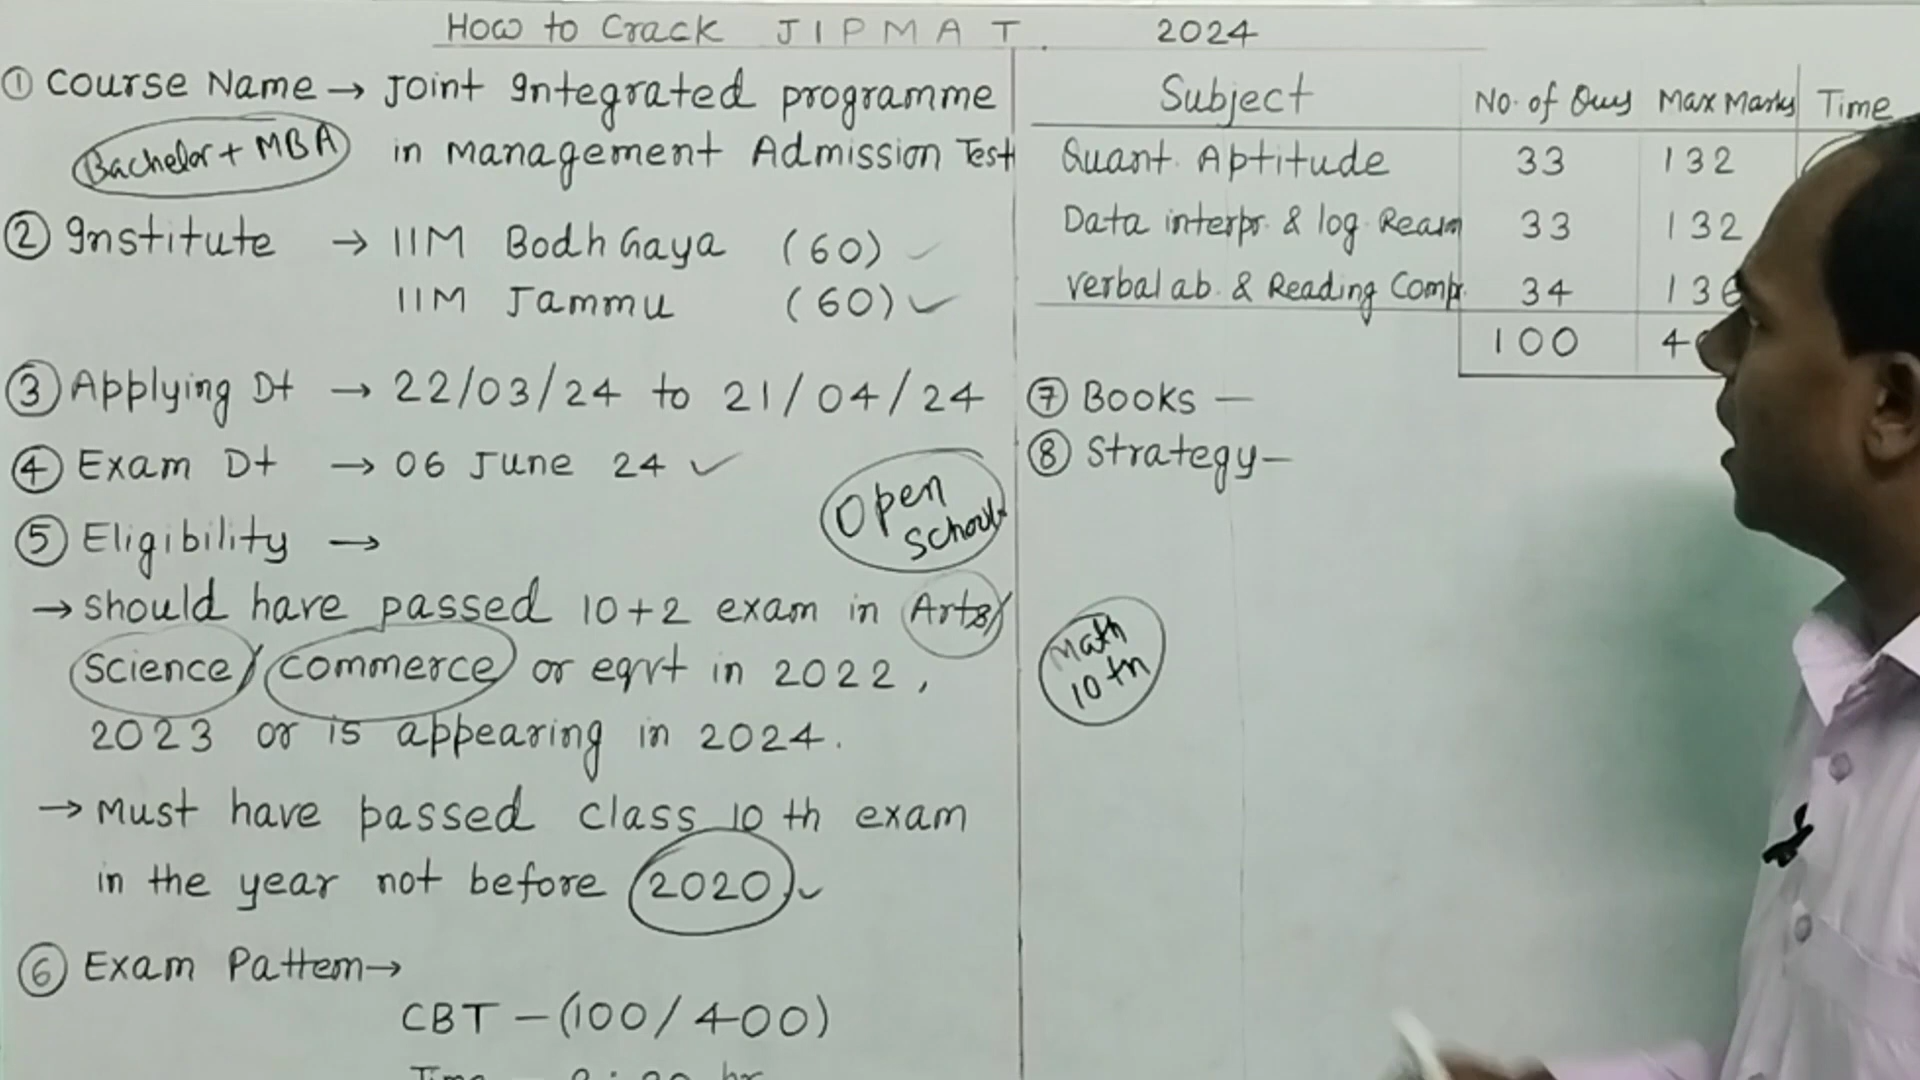 How to Crack JIPMAT 2024
① Course Name → Joint Integrated programme
in management Admission Test
Bachelor + MBA
② Institute → IIM Bodh Gaya (60)
IIM Jammu (60) ✓
③ Applying Dt → 22/03/24 to 21/04/24
④ Exam Dt → 06 June 24 ✓
⑤ Eligibility →
Open School
→ should have passed 10+2 exam in Arts/
Science/Commerce or eqvt in 2022,
2023 or is appearing in 2024.
→ Must have passed class 10 th exam
in the year not before 2020 ✓
⑥ Exam Pattern →
CBT - (100/400)
Subject No. of Qus Max Marks Time
Quant. Aptitude 33 132
Data interpr. & log. Reasn 33 132
Verbal ab. & Reading Compr. 34
100
⑦ Books -
⑧ Strategy -
Math
10 th